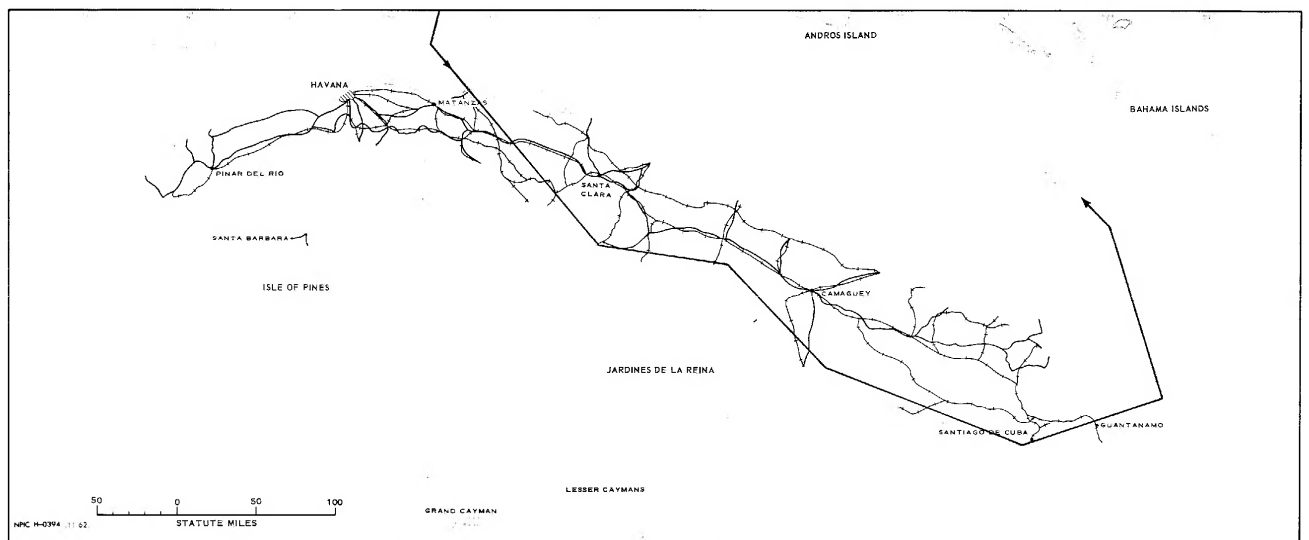 ANDROS ISLAND
HAVANA
MATANZAS
BAHAMA ISLANDS
PINAR DEL RIO
SANTA
CLARA
SANTA BARBARA
ISLE OF PINES
CAMAGUEY
JARDINES DE LA REINA
GUANTANAMO
SANTIAGO DE CUBA
LESSER CAYMANS
50 0 50 100
GRAND CAYMAN
NPIC H-0394 62
STATUTE MILES